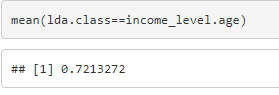 mean(lda.class==income_level.age)
## [1] 0.7213272